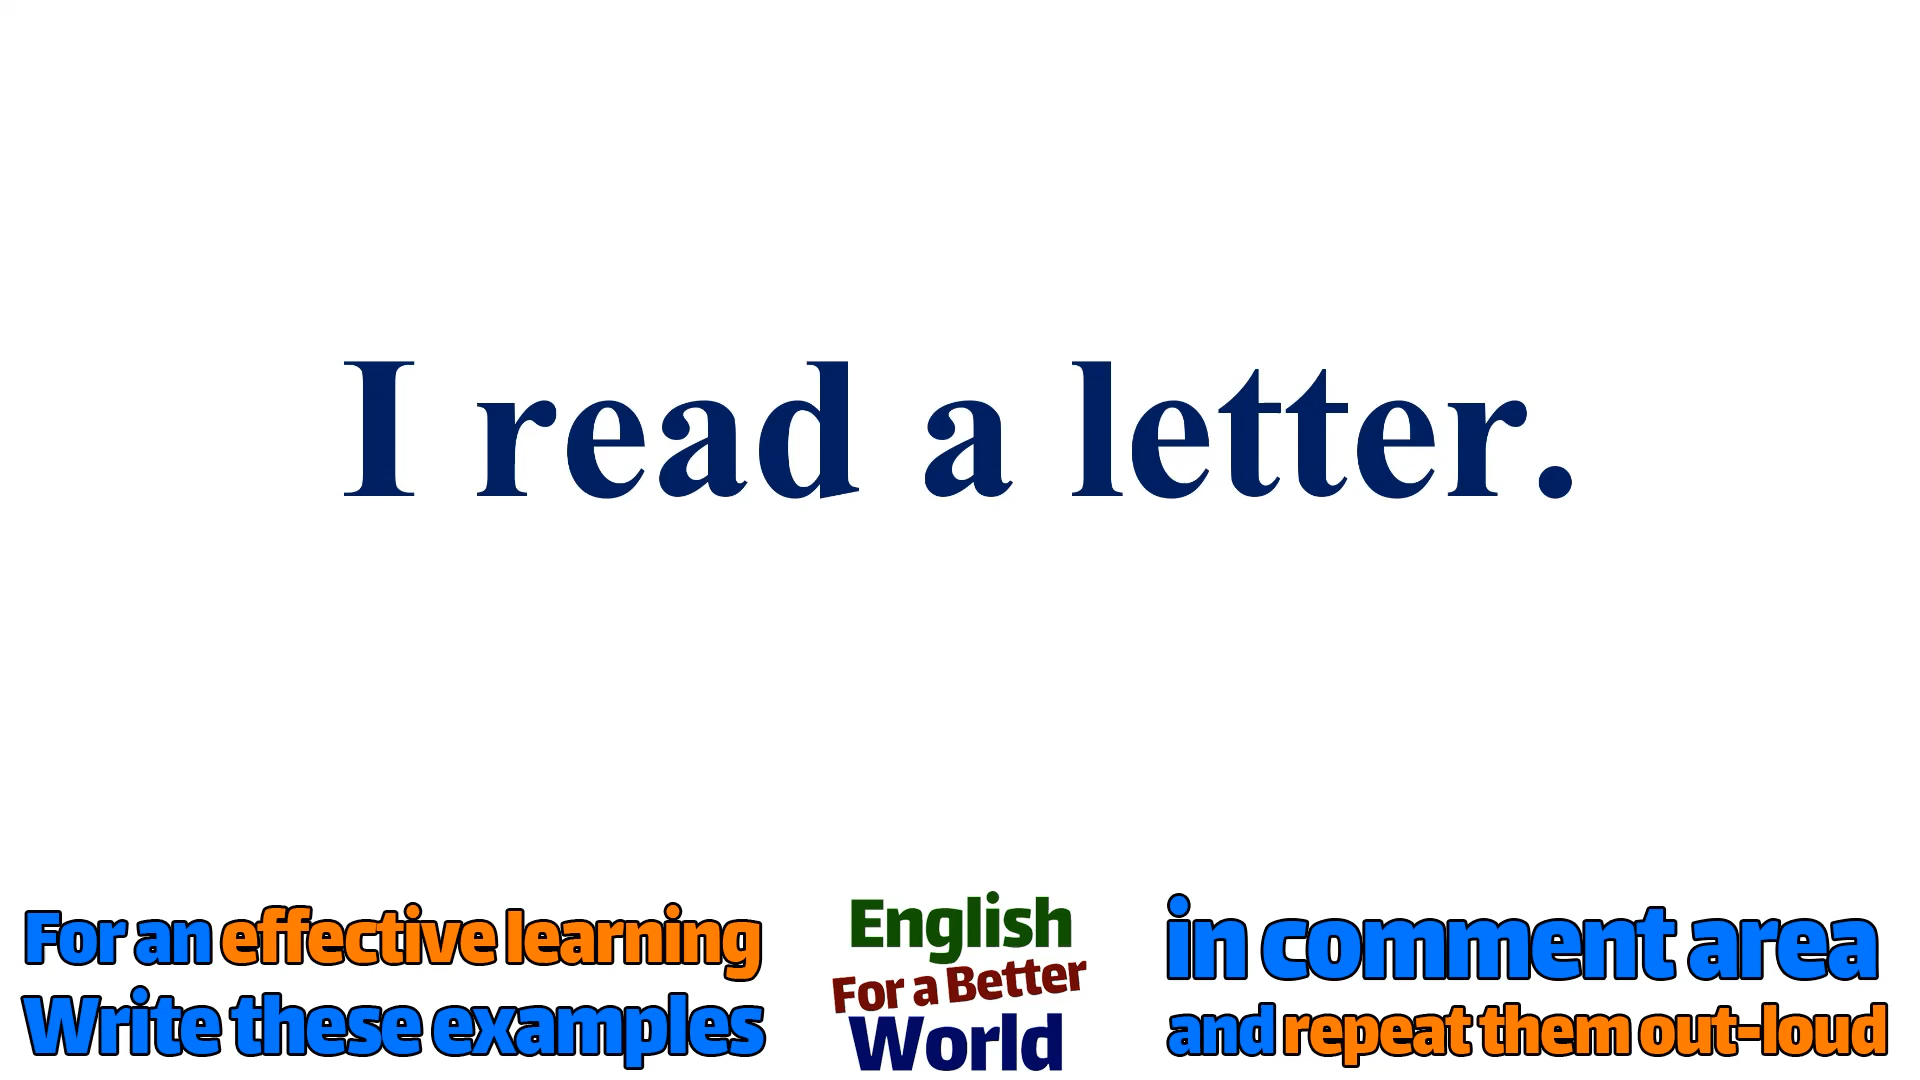 I read a letter.
For an effective learning
Write these examples
English
For a Better
World
in comment area
and repeat them out-loud